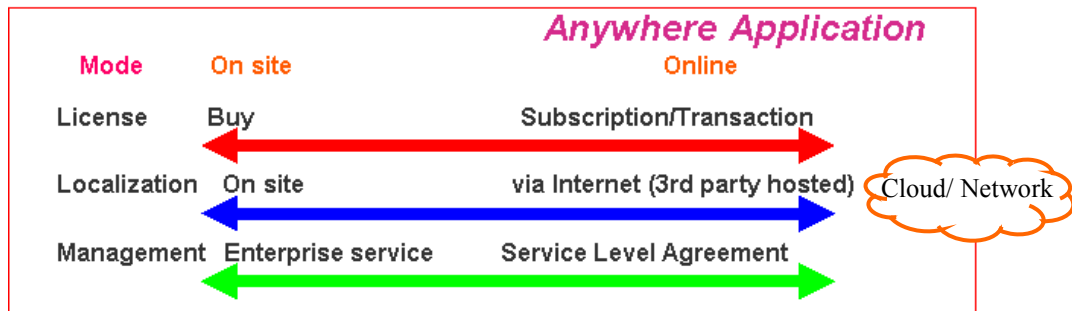 Anywhere Application
Mode On site Online
License Buy Subscription/Transaction
Localization On site via Internet (3rd party hosted)
Cloud/ Network
Management Enterprise service Service Level Agreement